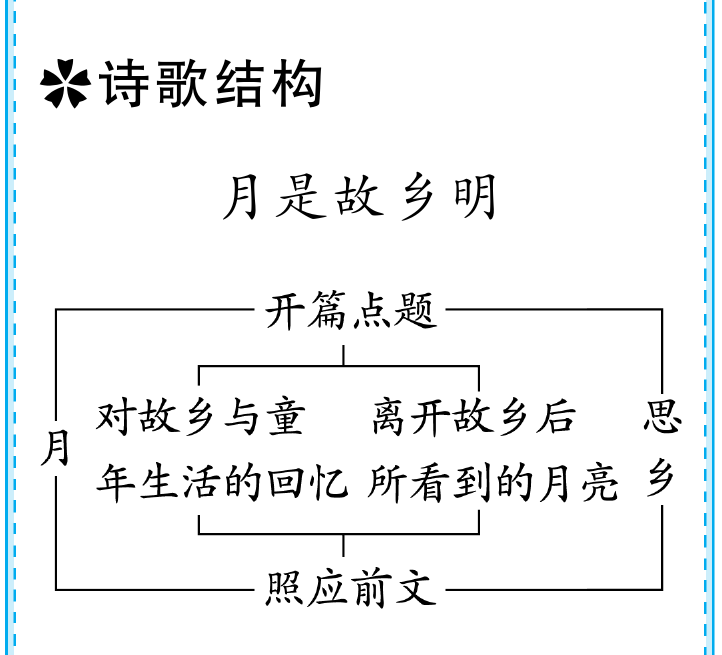 诗歌结构
月是故乡明
开篇点题
对故乡与童
年生活的回忆
离开故乡后
所看到的月亮
月
思
乡
照应前文